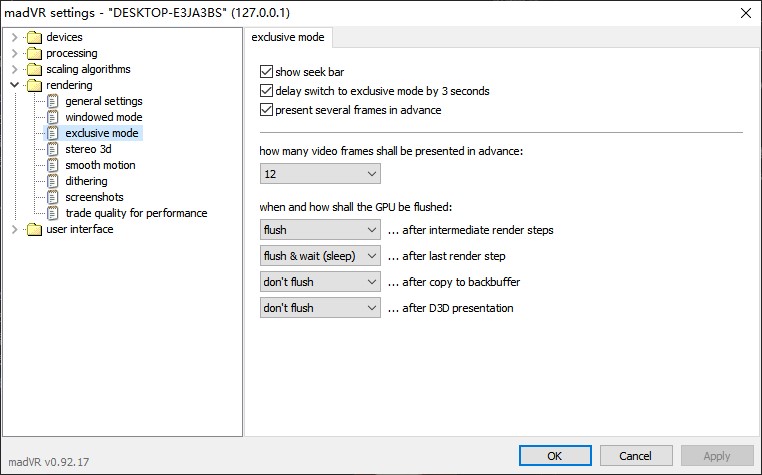 madVR settings - "DESKTOP-E3JA3BS" (127.0.0.1)
devices
processing
scaling algorithms
rendering
general settings
windowed mode
exclusive mode
stereo 3d
smooth motion
dithering
screenshots
trade quality for performance
user interface
exclusive mode
show seek bar
delay switch to exclusive mode by 3 seconds
present several frames in advance
how many video frames shall be presented in advance:
12
when and how shall the GPU be flushed:
flush ... after intermediate render steps
flush & wait (sleep) ... after last render step
don't flush ... after copy to backbuffer
don't flush ... after D3D presentation
madVR v0.92.17
OK Cancel Apply